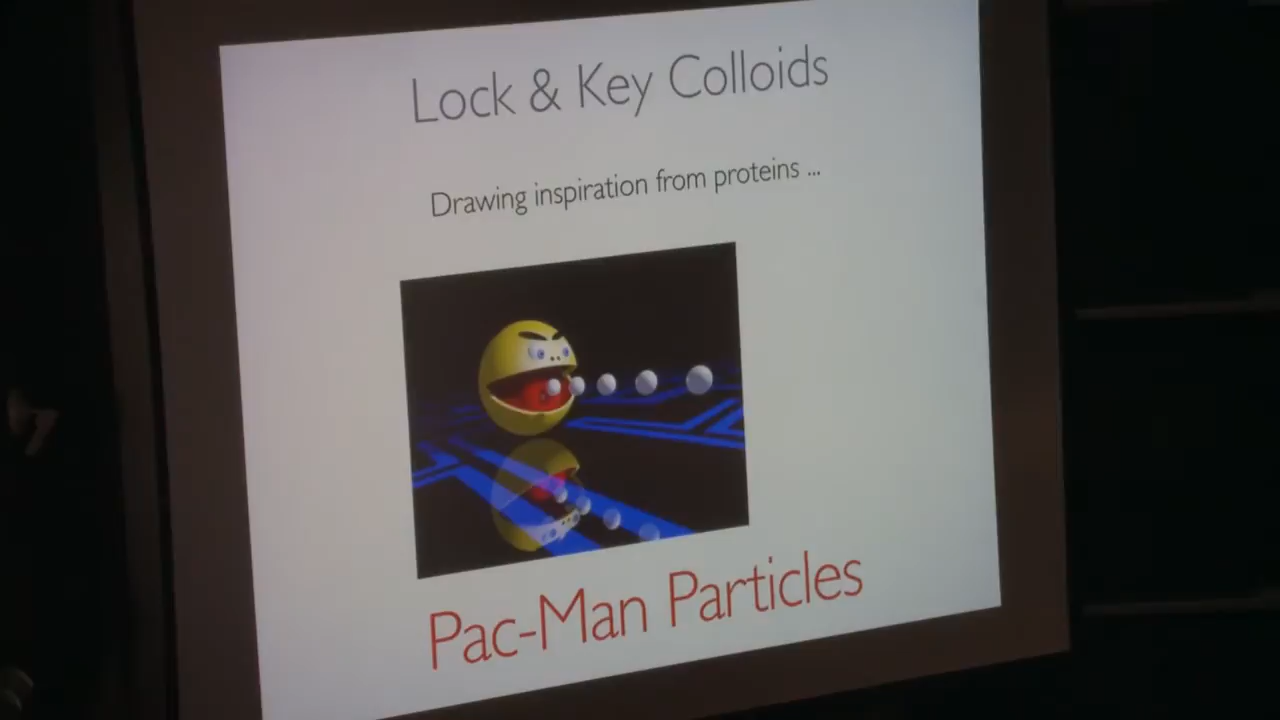 Lock & Key Colloids
Drawing inspiration from proteins ...
Pac-Man Particles